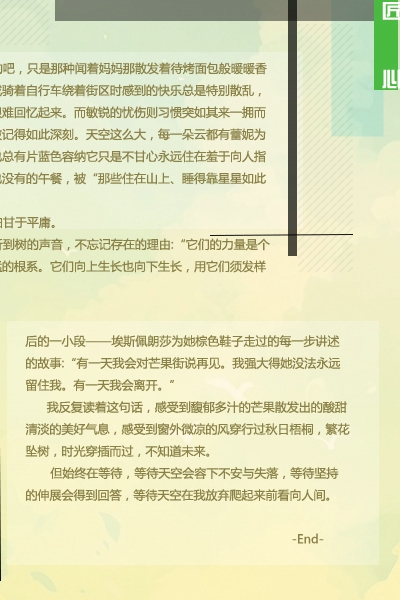 匠
心
吧，只是那种闻着妈妈那散发着待烤面包般暖暖香
骑着自行车绕着街区时感到的快乐总是特别散乱，
难回忆起来。而敏锐的忧伤则习惯突如其来一拥而
记得如此深刻。天空这么大，每一朵云都有蕾妮为
总有片蓝色容纳它只是不甘心永远住在羞于向人指
没有的午餐，被“那些住在山上、睡得靠星星如此
甘于平庸。
到树的声音，不忘记存在的理由：“它们的力量是个
的根系。它们向上生长也向下生长，用它们须发样
后的一小段——埃斯佩朗莎为她棕色鞋子走过的每一步讲述
的故事：“有一天我会对芒果街说再见。我强大得她没法永远
留住我。有一天我会离开。”
我反复读着这句话，感受到馥郁多汁的芒果散发出的酸甜
清淡的美好气息，感受到窗外微凉的风穿行过秋日梧桐，繁花
坠树，时光穿插而过，不知道未来。
但始终在等待，等待天空会容下不安与失落，等待坚持
的伸展会得到回答，等待天空在我放弃爬起来前看向人间。
-End-